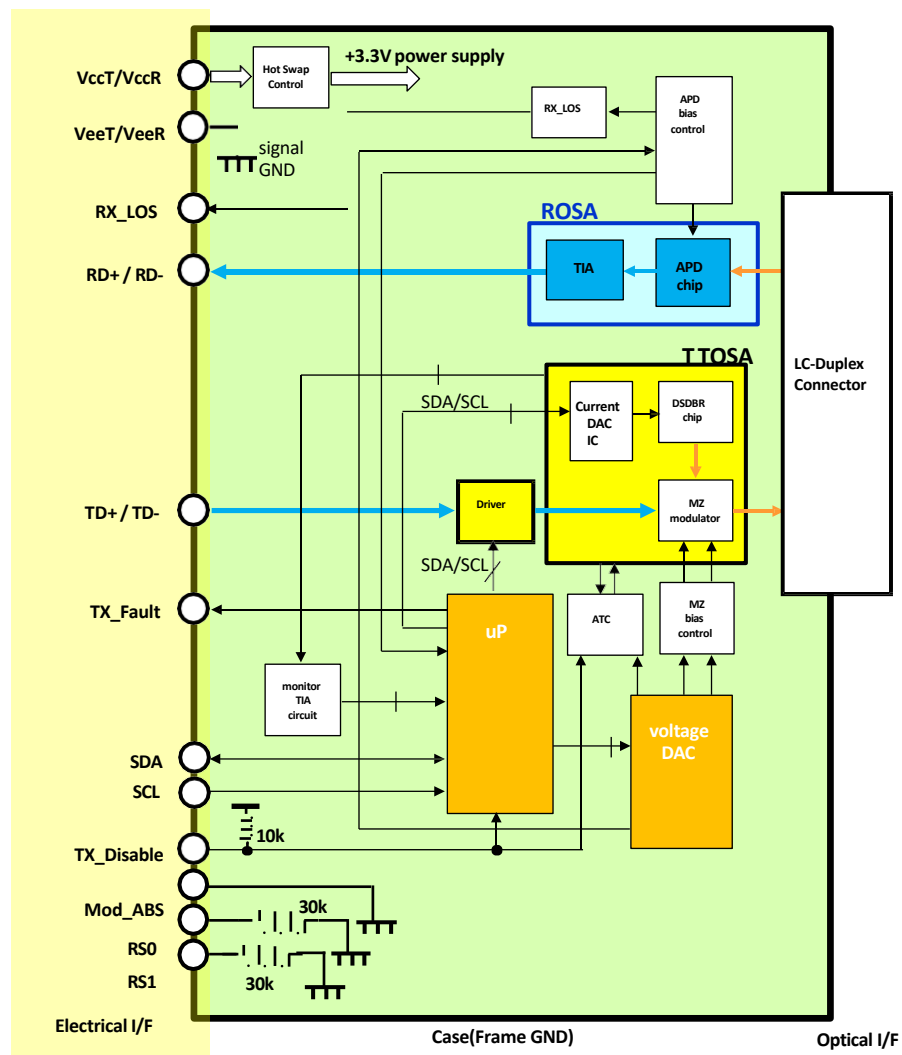 +3.3V power supply
VccT/VccR
Hot Swap
Control
VeeT/VeeR
signal
GND
RX_LOS
APD
bias
control
RX_LOS
ROSA
RD+ / RD-
TIA
APD
chip
LC-Duplex
Connector
T TOSA
SDA/SCL
Current
DAC
IC
DSDBR
chip
TD+ / TD-
Driver
MZ
modulator
SDA/SCL
TX_Fault
uP
ATC
MZ
bias
control
monitor
TIA
circuit
voltage
DAC
SDA
SCL
10k
TX_Disable
Mod_ABS
30k
RS0
30k
RS1
Electrical I/F
Case(Frame GND)
Optical I/F